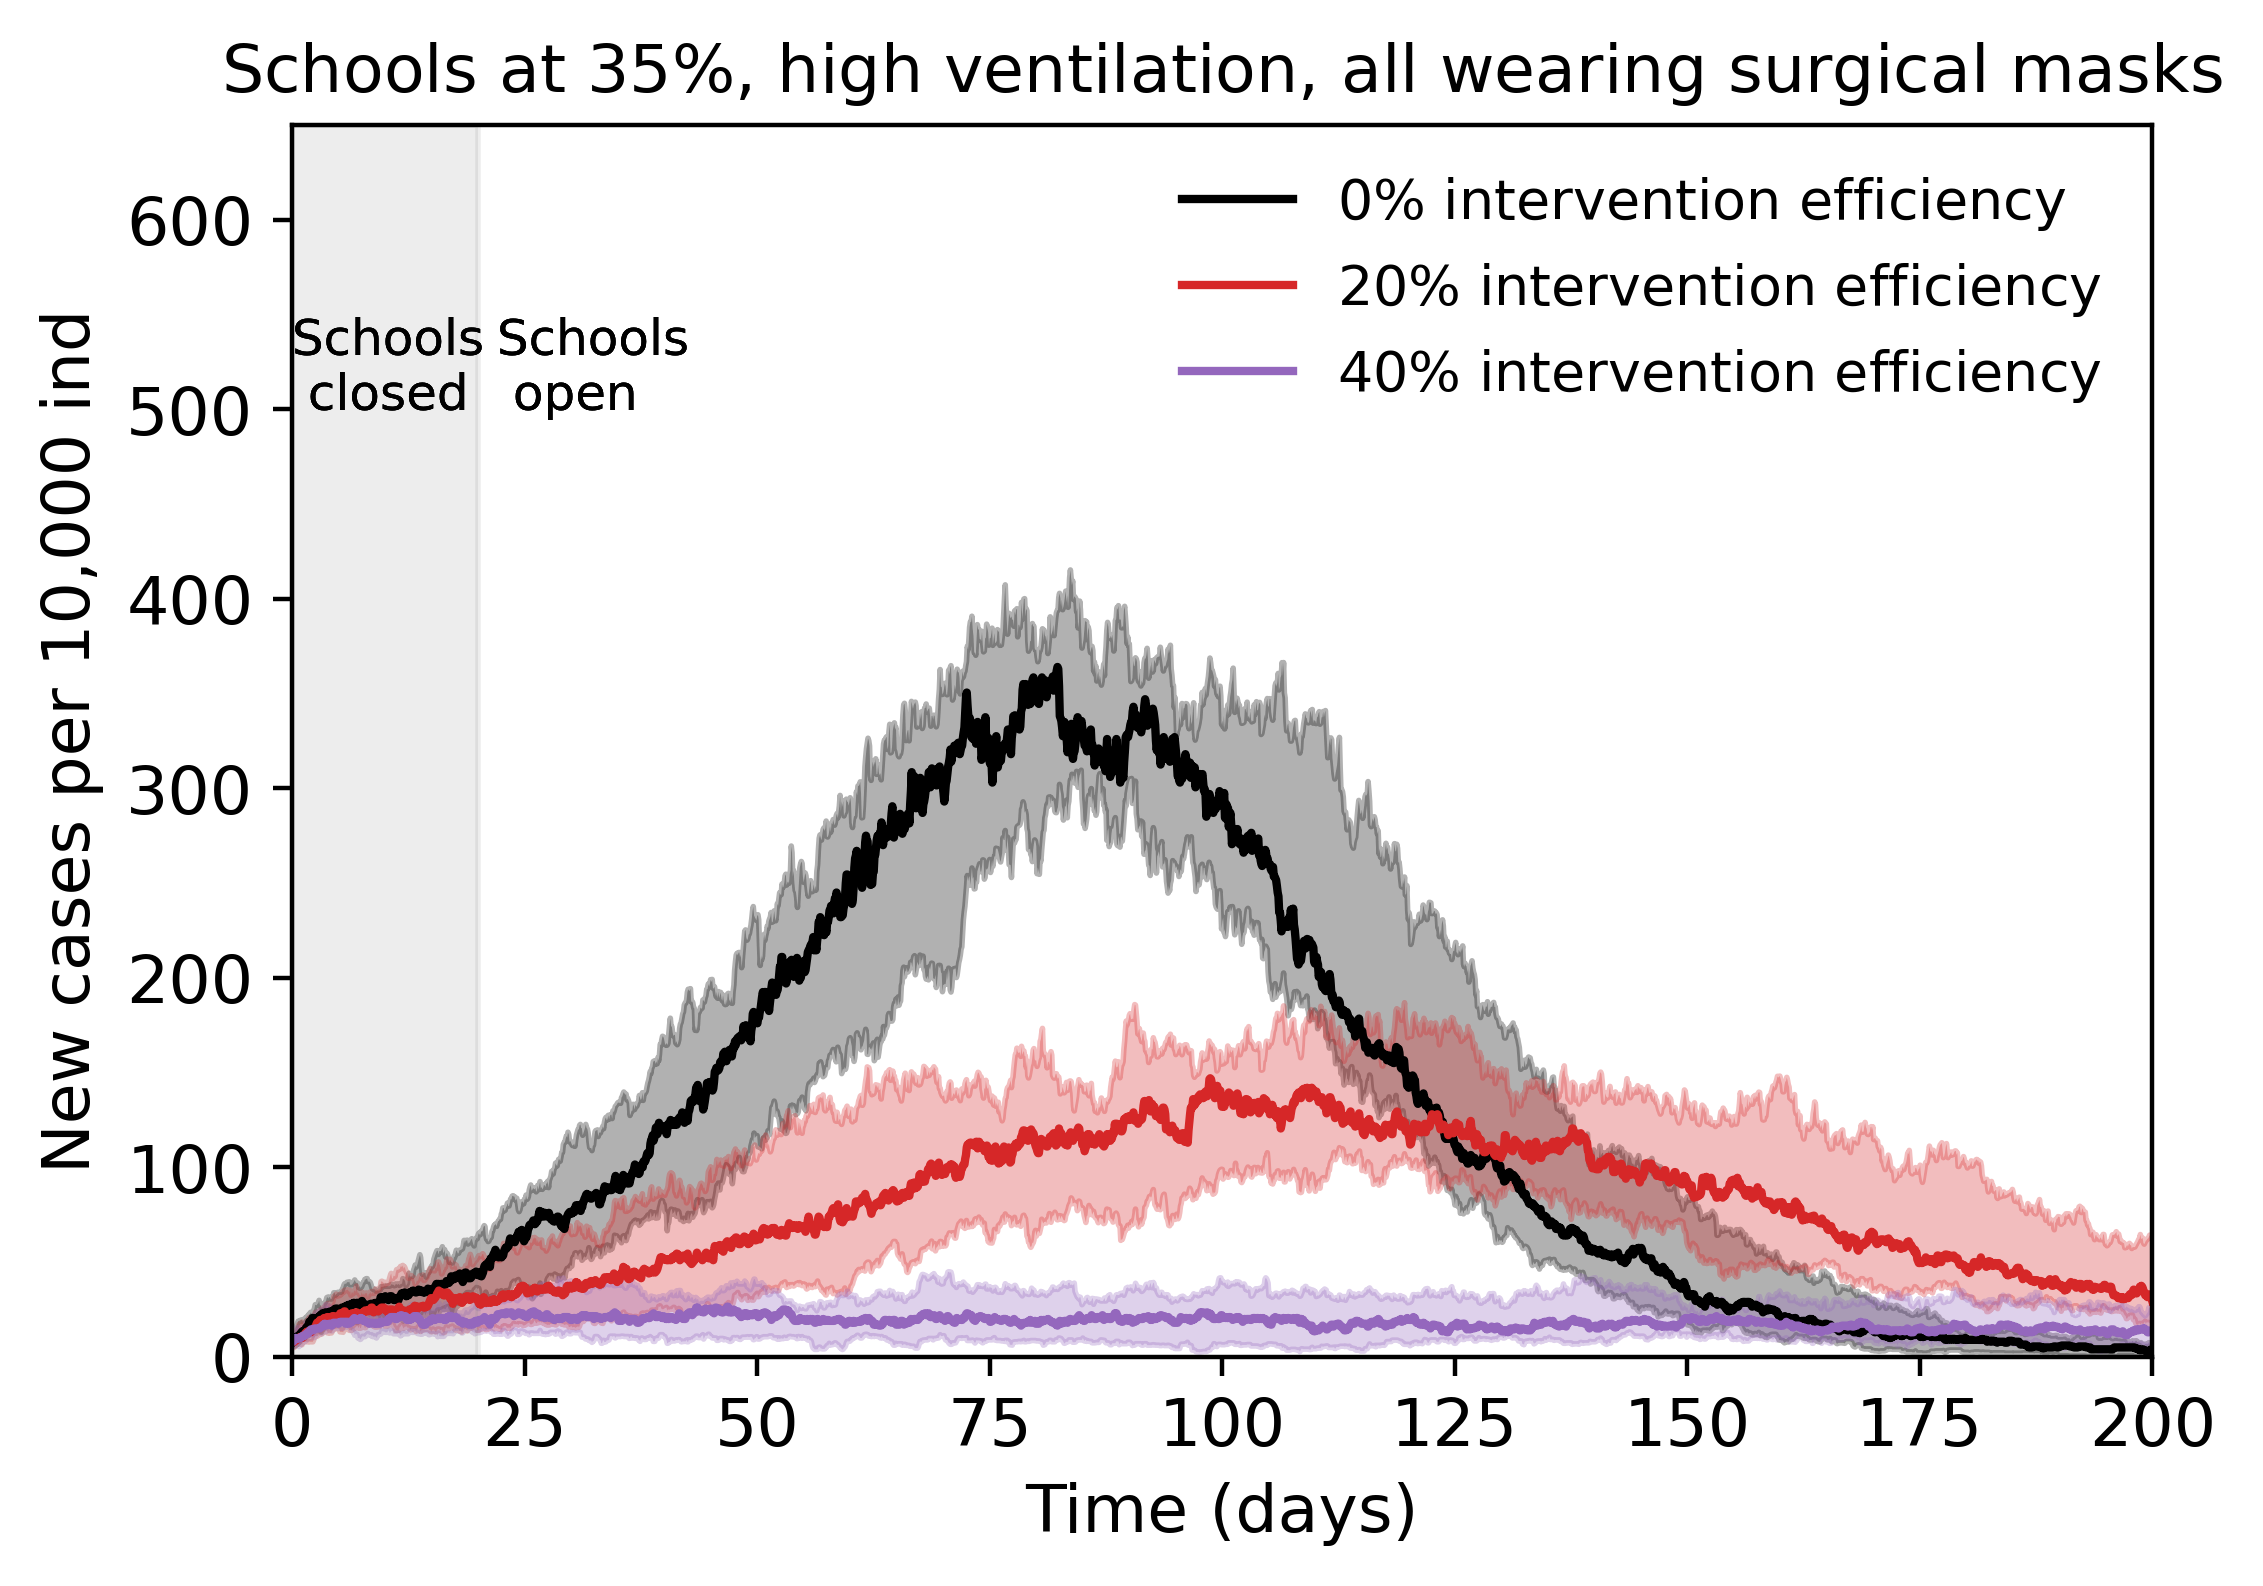 Schools at 35%, high ventilation, all wearing surgical masks
0% intervention efficiency
20% intervention efficiency
40% intervention efficiency
Schools
closed
Schools
open
New cases per 10,000 ind
600
500
400
300
200
100
0
0 25 50 75 100 125 150 175 200
Time (days)